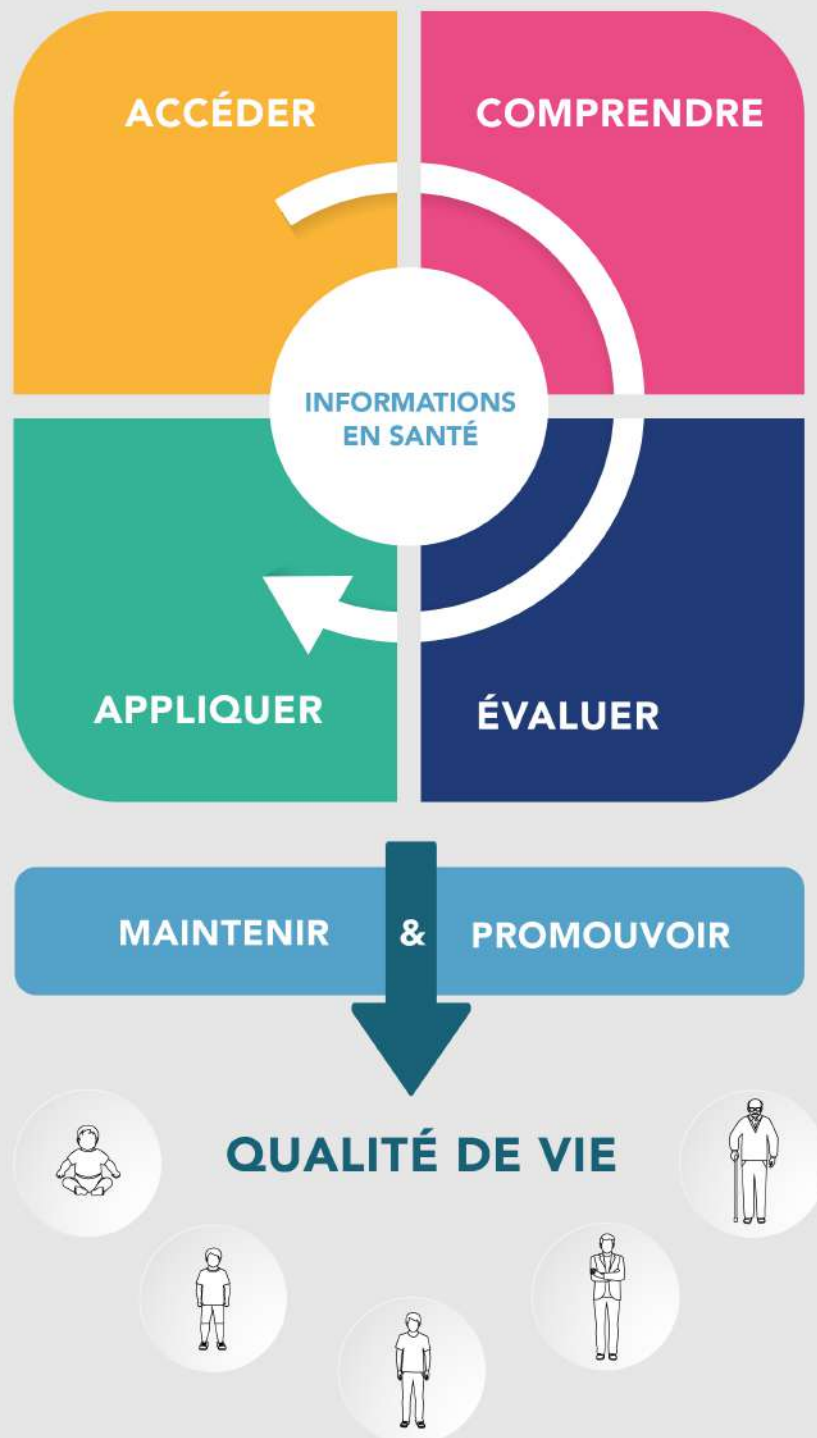 ACCÉDER
COMPRENDRE
INFORMATIONS
EN SANTÉ
APPLIQUER
ÉVALUER
MAINTENIR & PROMOUVOIR
QUALITÉ DE VIE